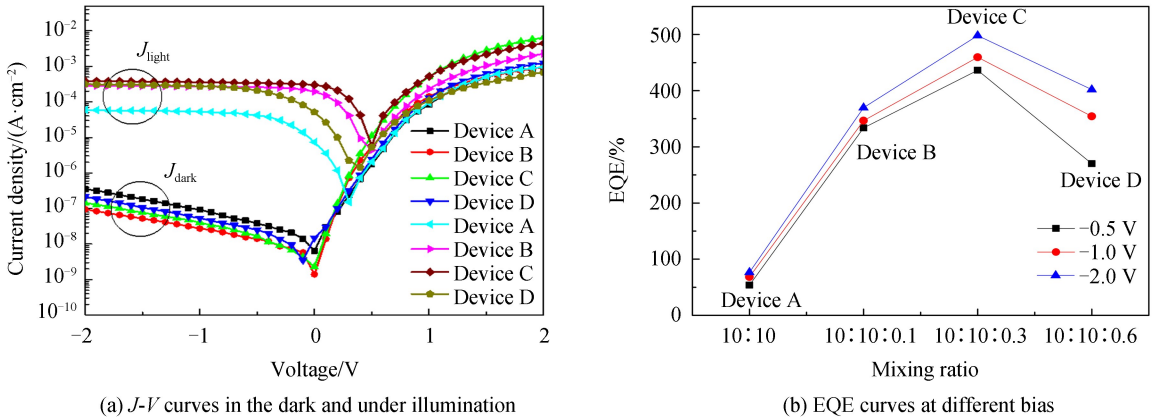 10⁻²
10⁻³
10⁻⁴
10⁻⁵
10⁻⁶
10⁻⁷
10⁻⁸
10⁻⁹
10⁻¹⁰
Current density/(A·cm⁻²)
J_light
J_dark
Device A
Device B
Device C
Device D
Device A
Device B
Device C
Device D
−2 −1 0 1 2
Voltage/V
(a) J-V curves in the dark and under illumination
500
400
300
200
100
0
EQE/%
Device C
Device B
Device D
Device A
−0.5 V
−1.0 V
−2.0 V
10∶10 10∶10∶0.1 10∶10∶0.3 10∶10∶0.6
Mixing ratio
(b) EQE curves at different bias